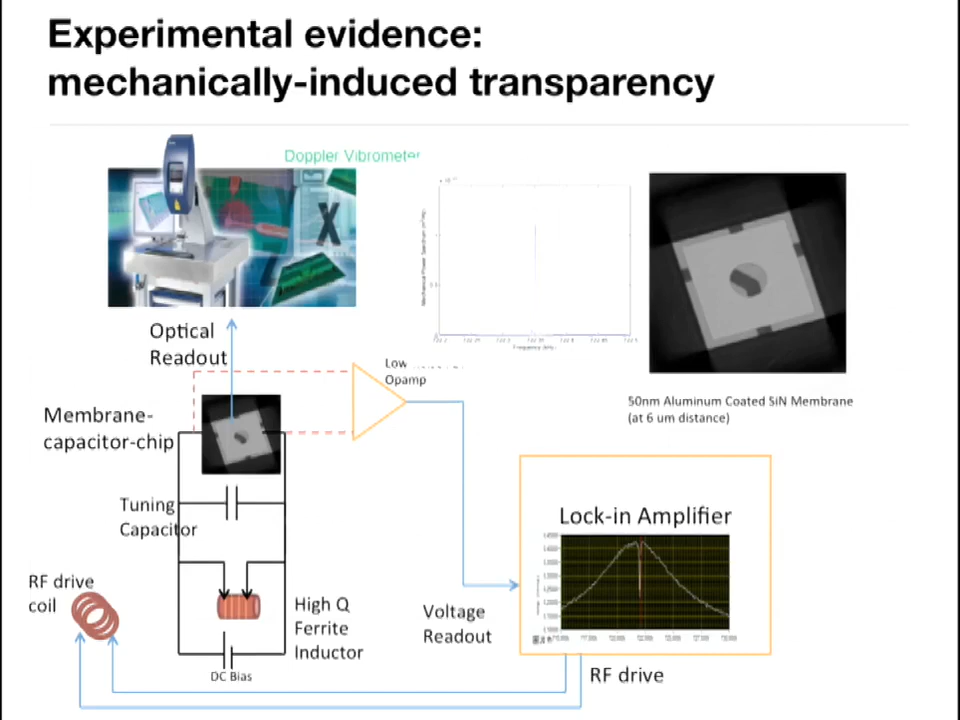 Experimental evidence:
mechanically-induced transparency
Doppler Vibrometer
X
Optical
Readout
Low
Opamp
50nm Aluminum Coated SiN Membrane
(at 6 um distance)
Membrane-
capacitor-chip
Tuning
Capacitor
Lock-in Amplifier
RF drive
coil
High Q
Ferrite
Inductor
Voltage
Readout
DC Bias
RF drive